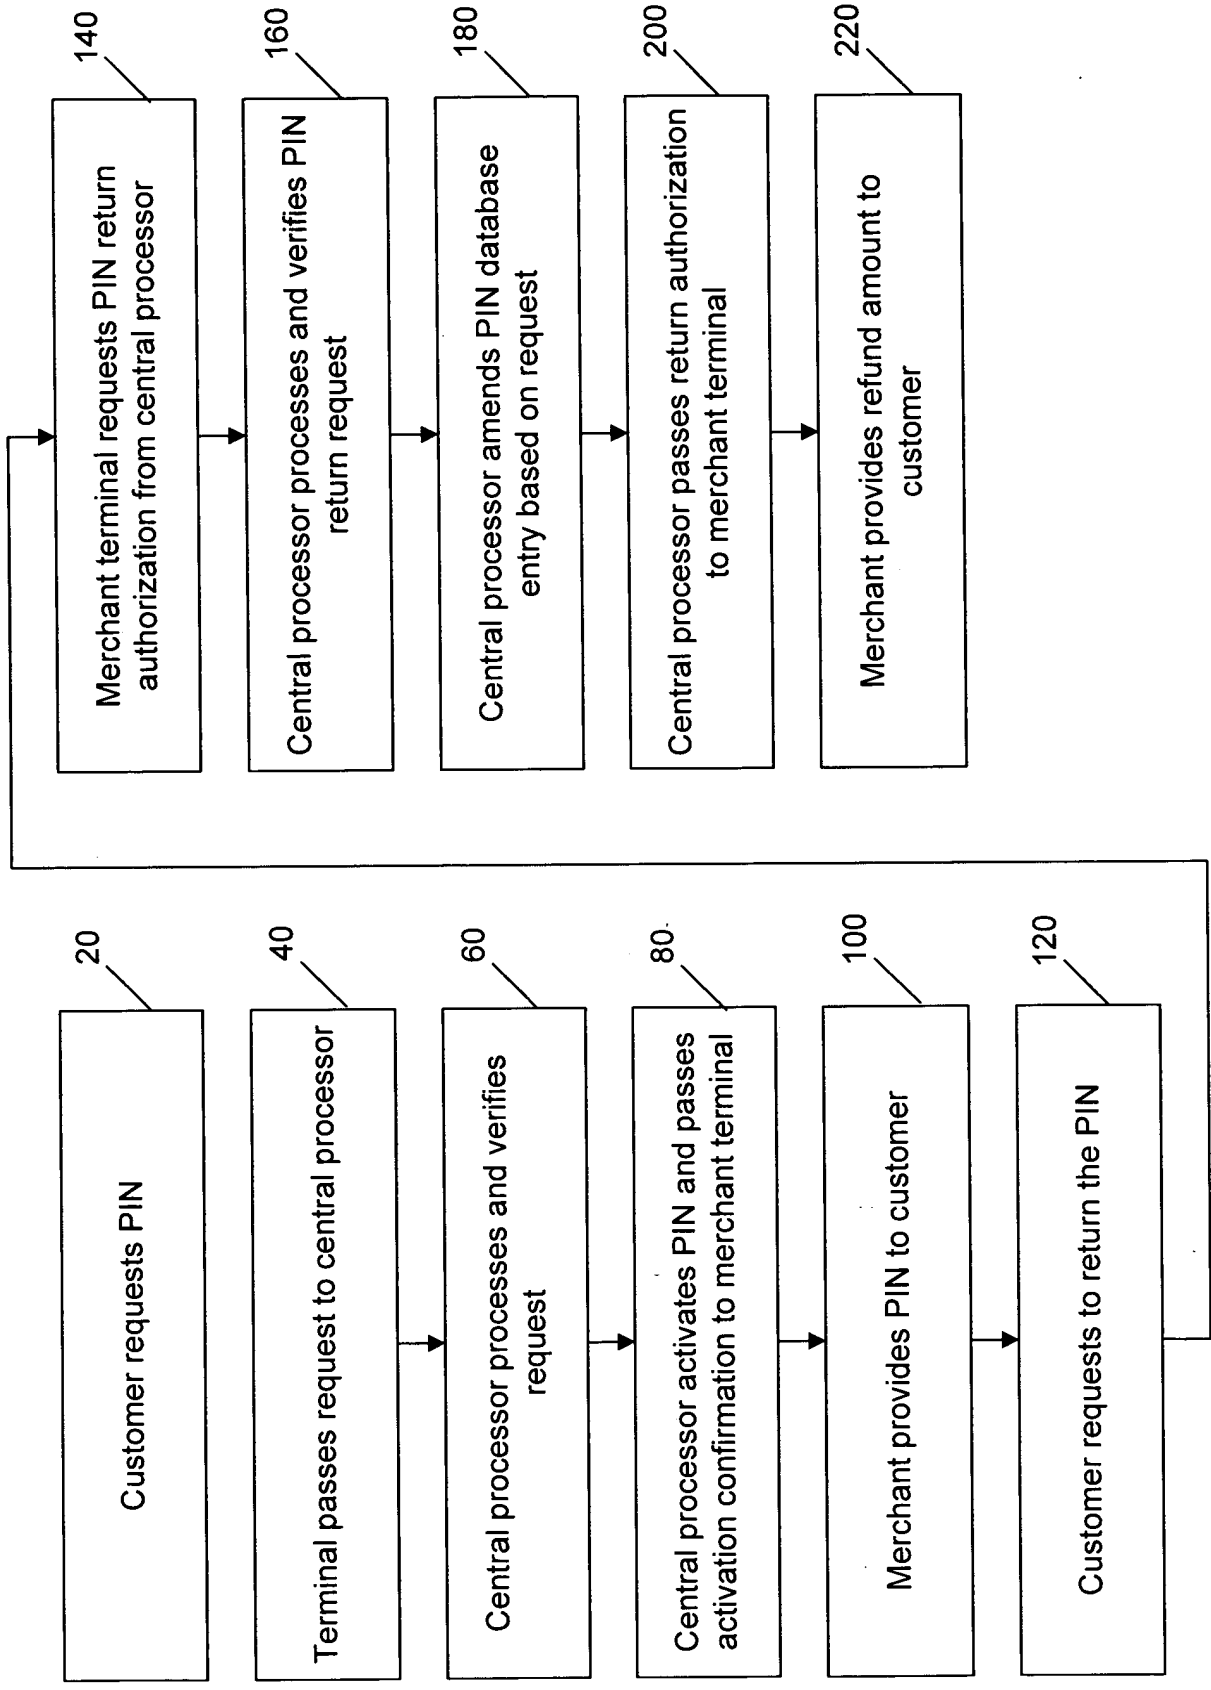 20
Customer requests PIN
40
Terminal passes request to central processor
60
Central processor processes and verifies
request
80
Central processor activates PIN and passes
activation confirmation to merchant terminal
100
Merchant provides PIN to customer
120
Customer requests to return the PIN
140
Merchant terminal requests PIN return
authorization from central processor
160
Central processor processes and verifies PIN
return request
180
Central processor amends PIN database
entry based on request
200
Central processor passes return authorization
to merchant terminal
220
Merchant provides refund amount to
customer